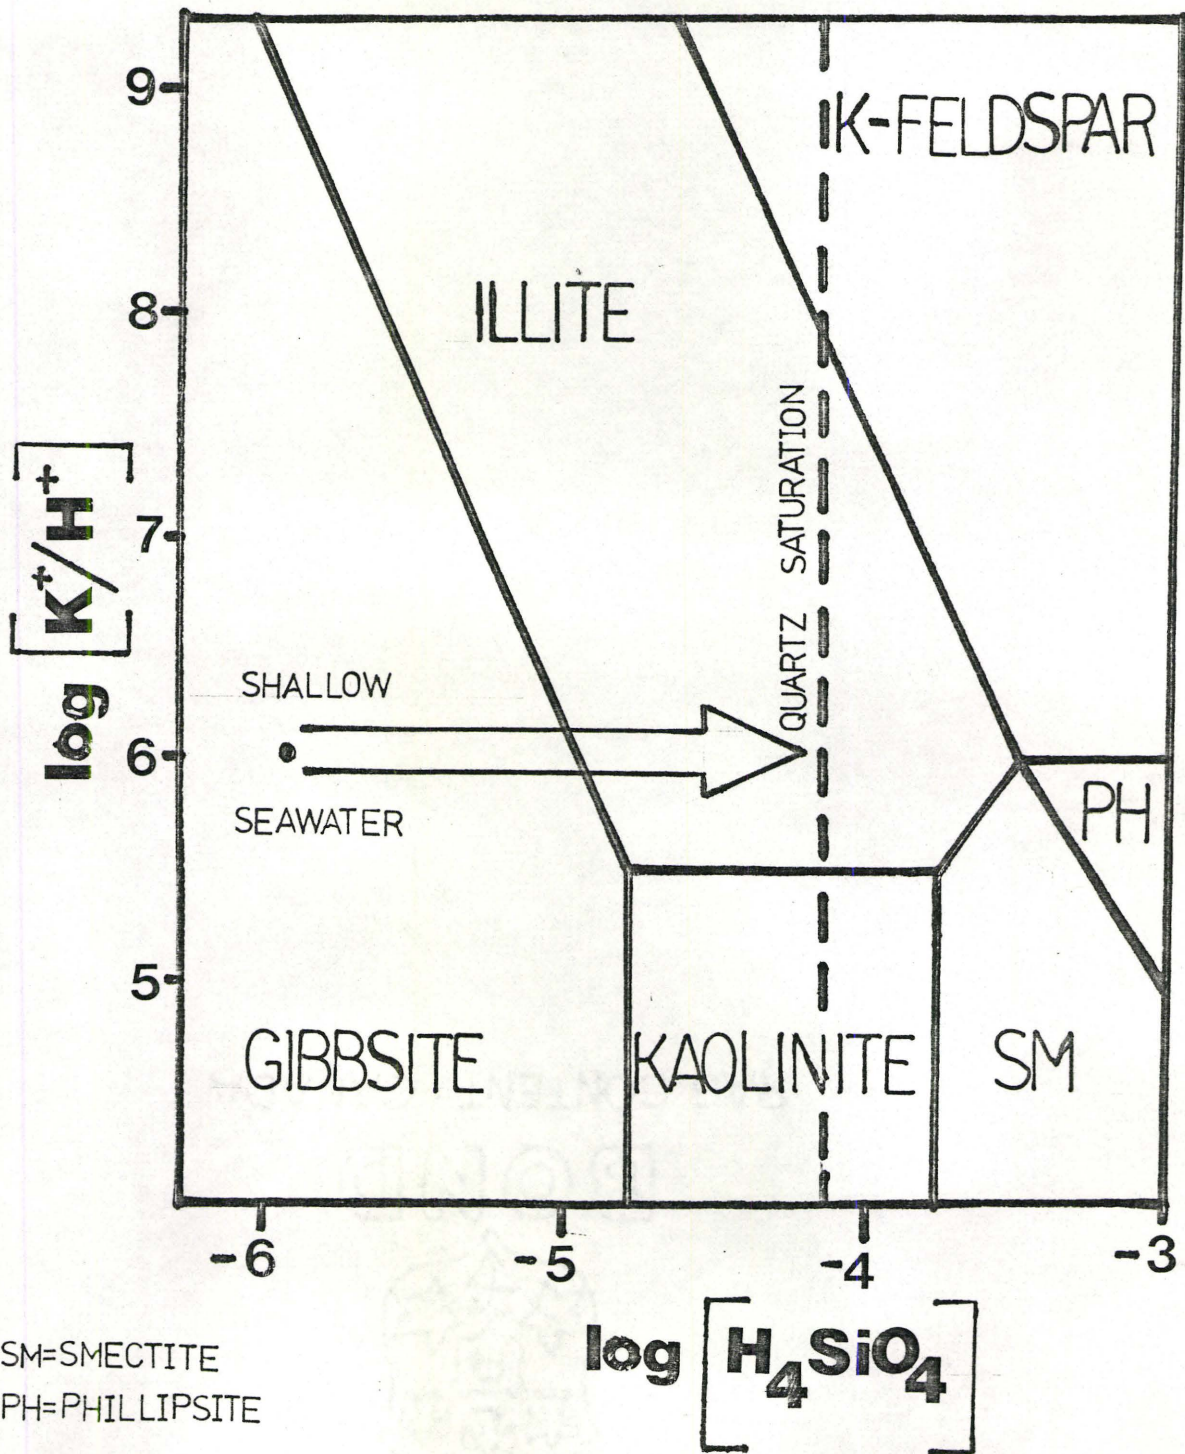 K-FELDSPAR
ILLITE
QUARTZ SATURATION
SHALLOW
SEAWATER
PH
GIBBSITE
KAOLINITE
SM
9
8
7
6
5
log [K⁺/H⁺]
-6
-5
-4
-3
log [H₄SiO₄]
SM=SMECTITE
PH=PHILLIPSITE